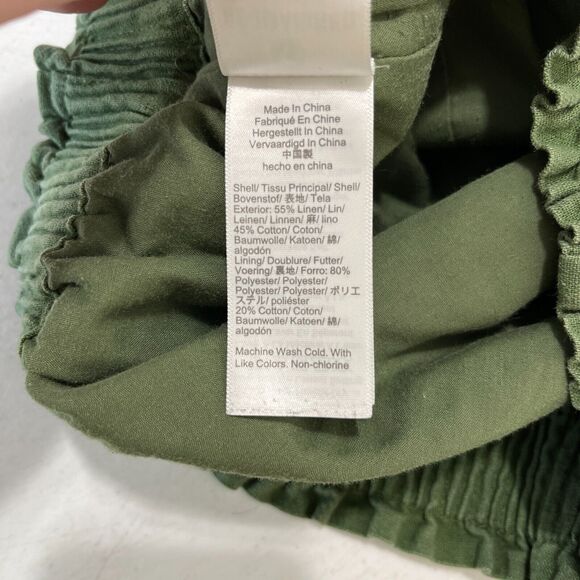 Made In China
Fabriqué En Chine
Hergestellt In China
Vervaardigd In China
中国製
hecho en china
Shell/ Tissu Principal/ Shell/
Bovenstof/ 表地/ Tela
Exterior: 55% Linen/ Lin/
Leinen/ Linnen/ 麻/ lino
45% Cotton/ Coton/
Baumwolle/ Katoen/ 綿/
algodón
Lining/ Doublure/ Futter/
Voering/ 裏地/ Forro: 80%
Polyester/ Polyester/
Polyester/ Polyester/ ポリエ
ステル/ poliéster
20% Cotton/ Coton/
Baumwolle/ Katoen/ 綿/
algodón
Machine Wash Cold. With
Like Colors. Non-chlorine